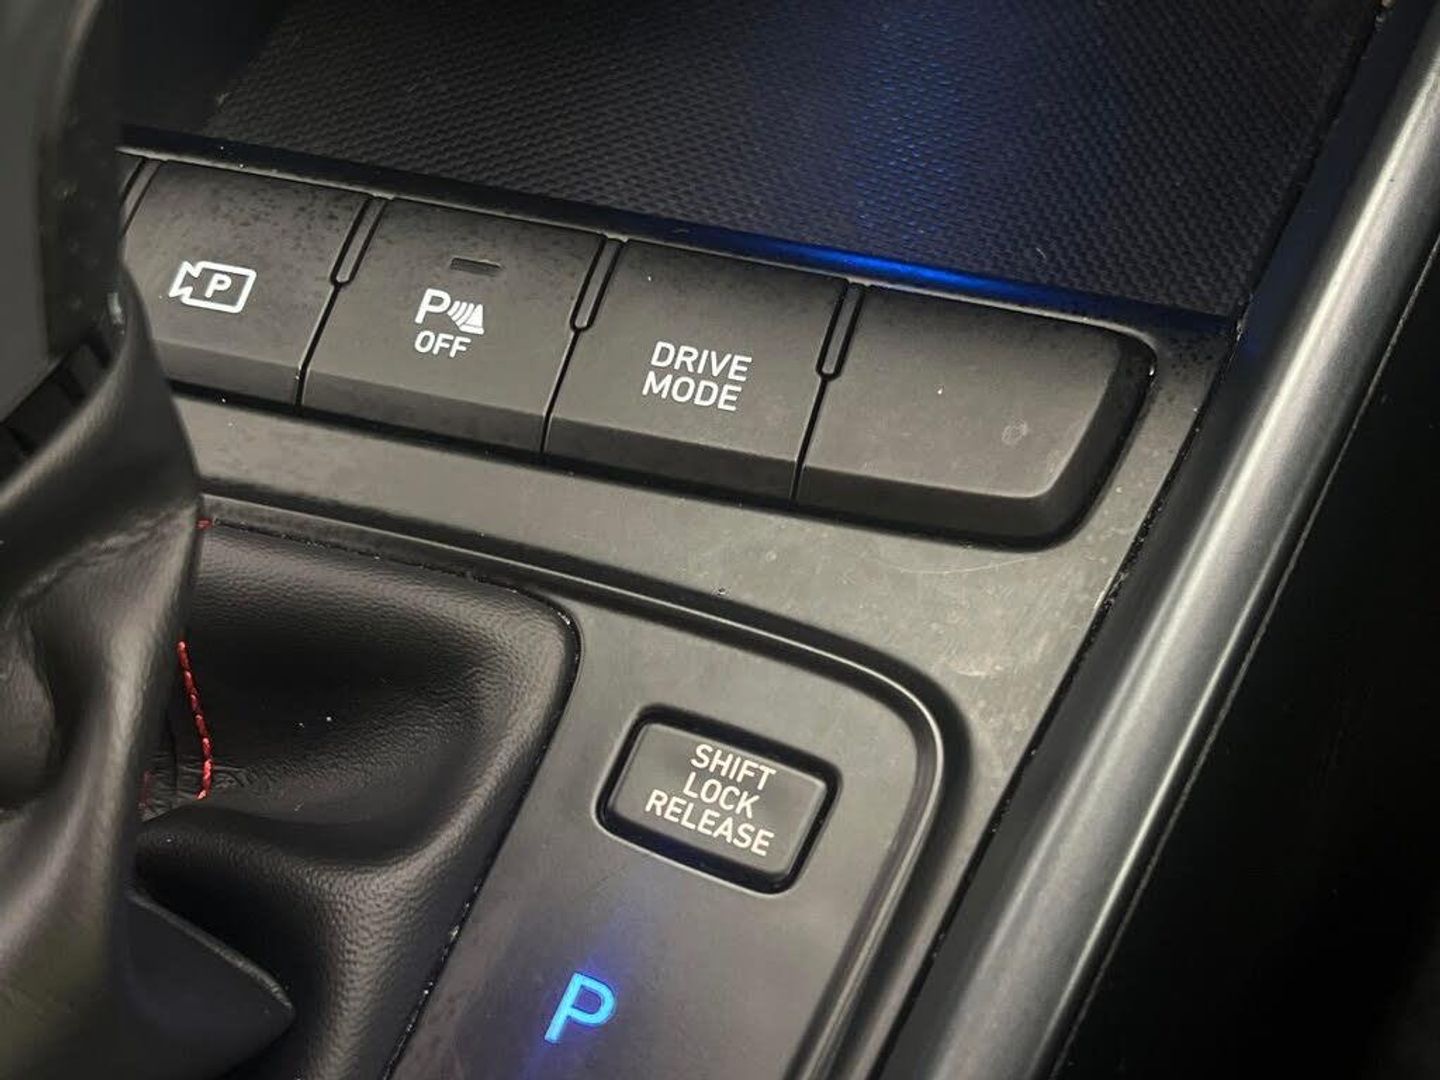 P
P
OFF
DRIVE
MODE
SHIFT
LOCK
RELEASE
P